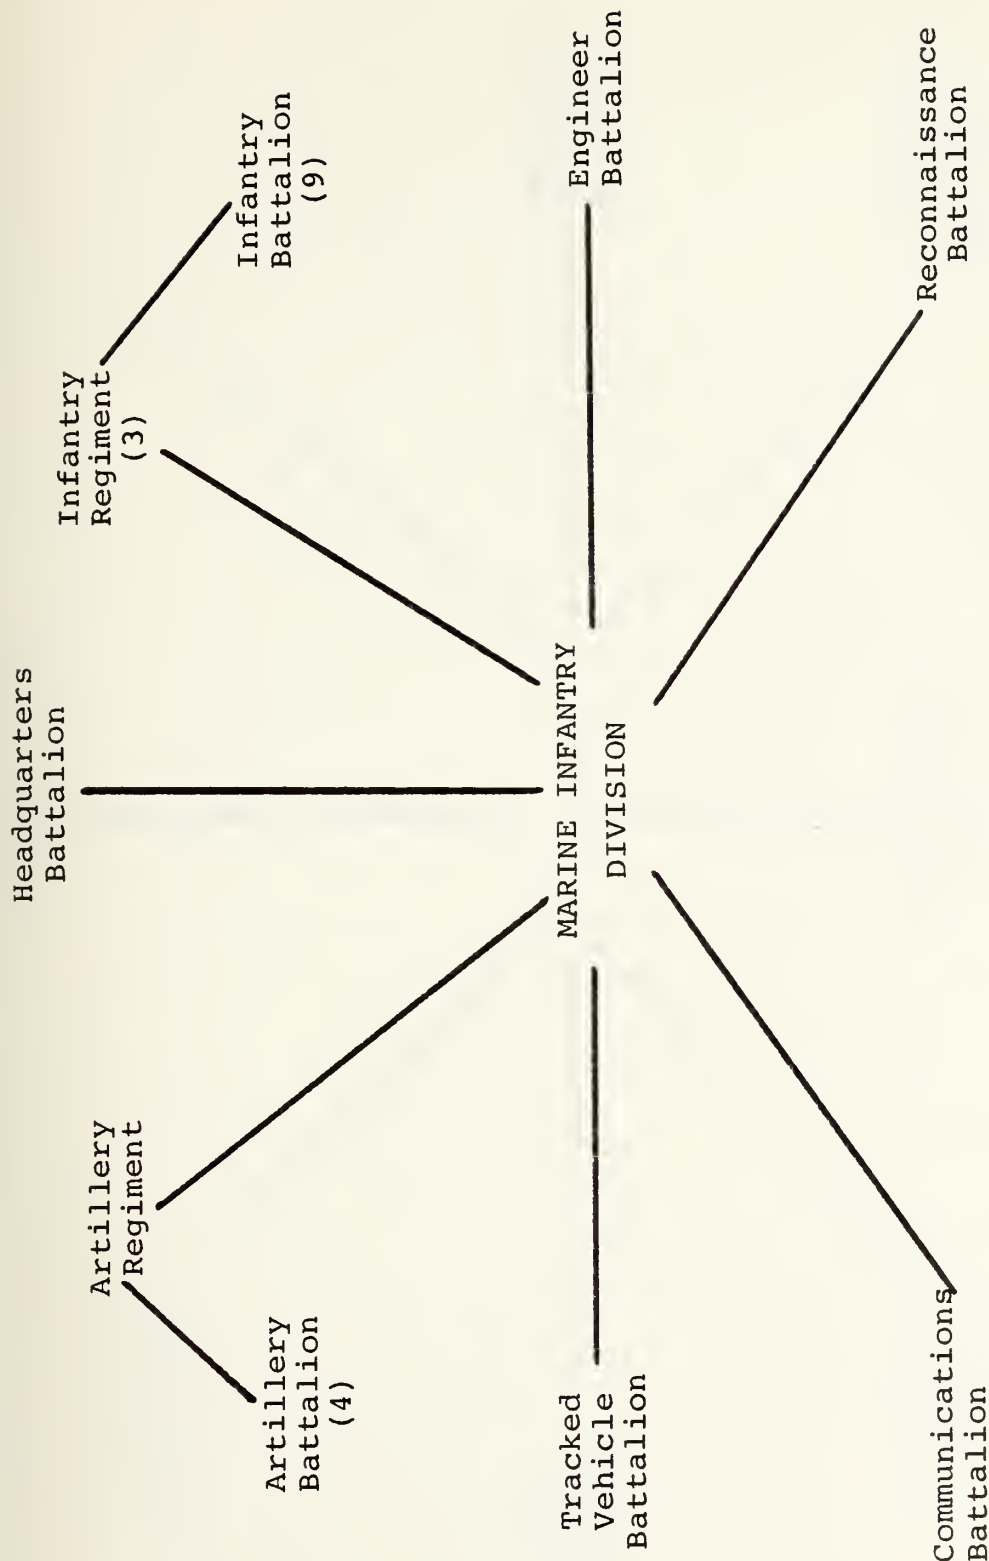 Headquarters
Battalion
Artillery
Regiment
Infantry
Regiment
(3)
Artillery
Battalion
(4)
Infantry
Battalion
(9)
Tracked
Vehicle
Battalion
MARINE INFANTRY
DIVISION
Engineer
Battalion
Communications
Battalion
Reconnaissance
Battalion